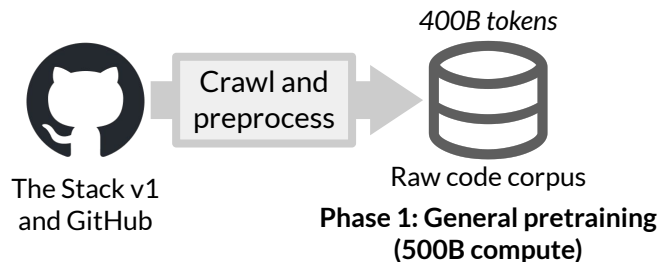 400B tokens
Crawl and
preprocess
The Stack v1
and GitHub
Raw code corpus
Phase 1: General pretraining
(500B compute)